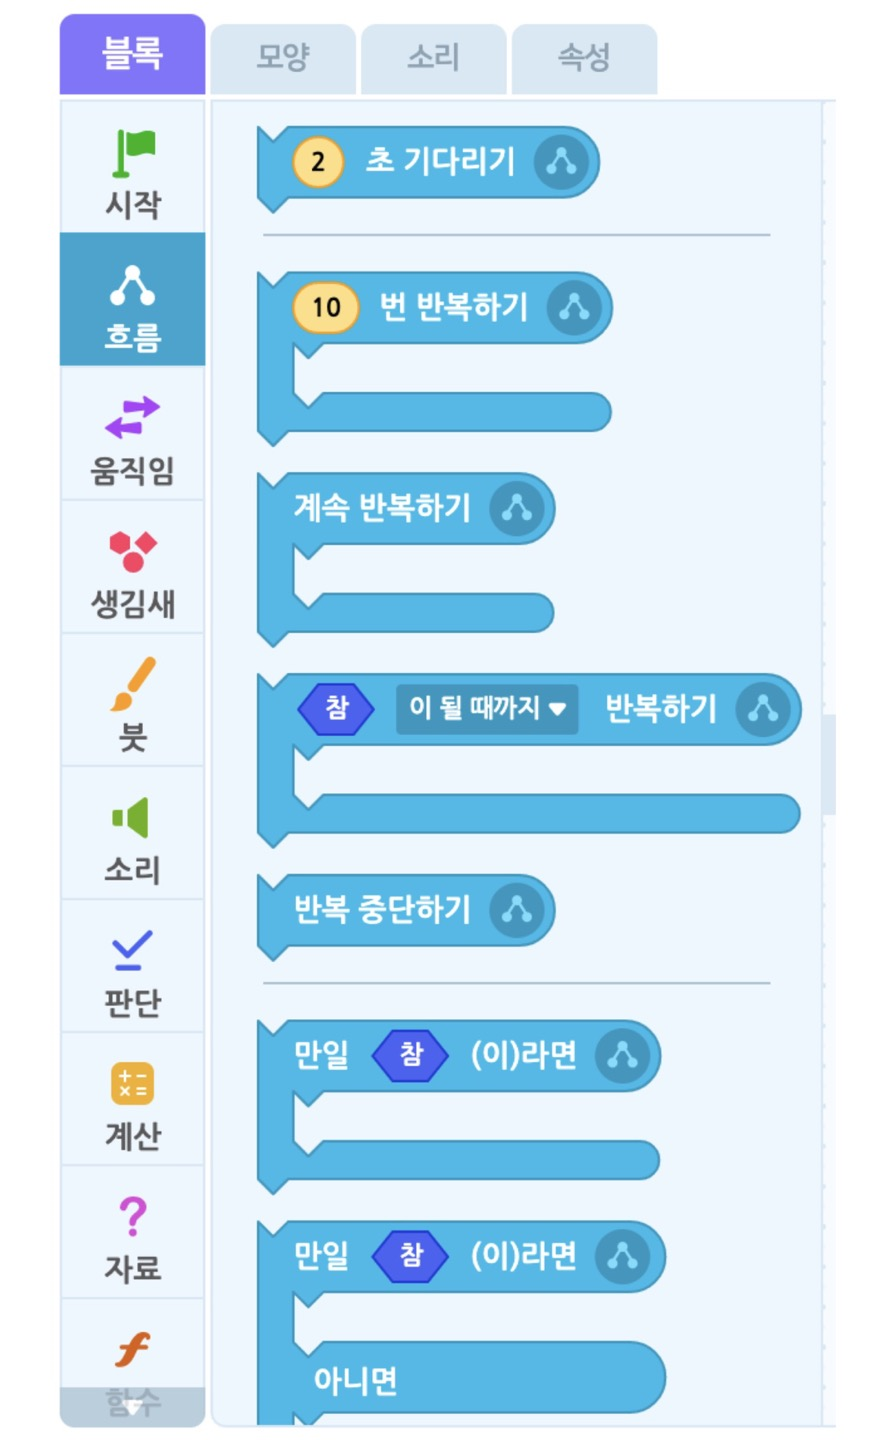 블록 모양 소리 속성
시작
흐름
움직임
생김새
붓
소리
판단
계산
자료
함수
2 초 기다리기
10 번 반복하기
계속 반복하기
참 이 될 때까지 반복하기
반복 중단하기
만일 참 (이)라면
만일 참 (이)라면
아니면